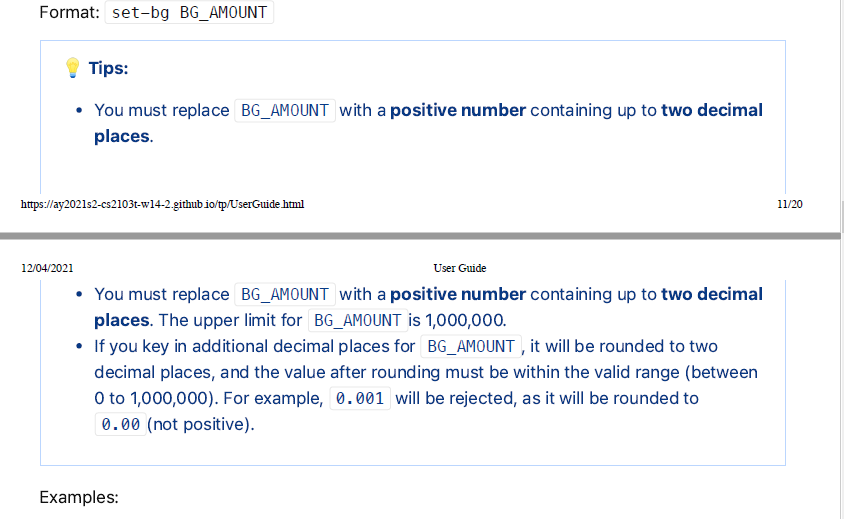 Format: set-bg BG_AMOUNT
💡 Tips:
• You must replace BG_AMOUNT with a positive number containing up to two decimal
places.
https://ay2021s2-cs2103t-w14-2.github.io/tp/UserGuide.html 11/20
12/04/2021 User Guide
• You must replace BG_AMOUNT with a positive number containing up to two decimal
places. The upper limit for BG_AMOUNT is 1,000,000.
• If you key in additional decimal places for BG_AMOUNT, it will be rounded to two
decimal places, and the value after rounding must be within the valid range (between
0 to 1,000,000). For example, 0.001 will be rejected, as it will be rounded to
0.00 (not positive).
Examples: